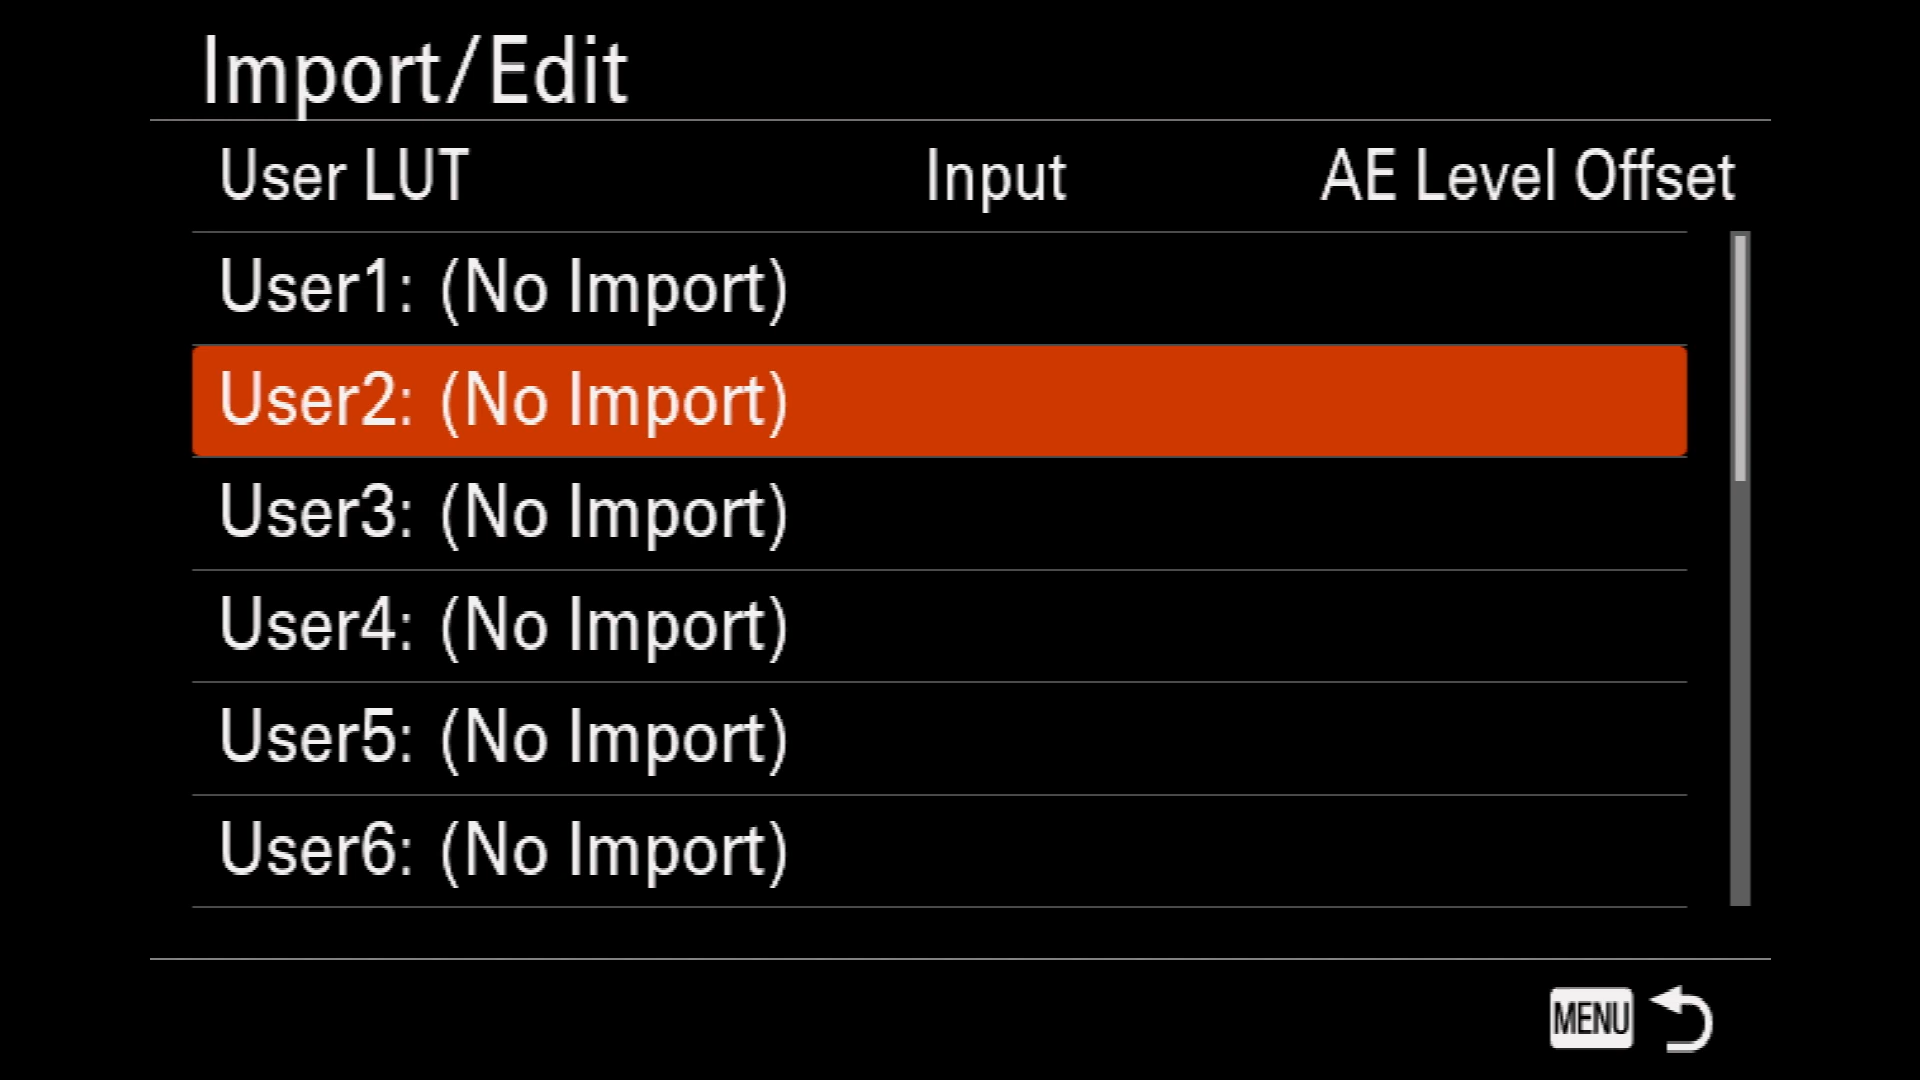 Import/Edit
User LUT Input AE Level Offset
User1: (No Import)
User2: (No Import)
User3: (No Import)
User4: (No Import)
User5: (No Import)
User6: (No Import)
MENU